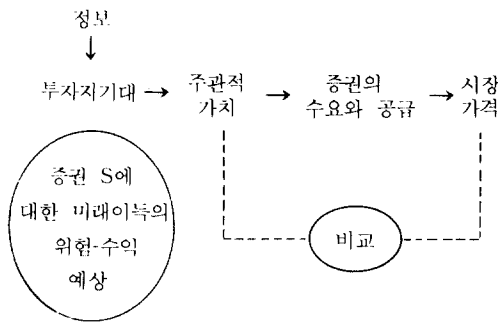 정보
투자자기대
주관적
가치
증권의
수요와 공급
시장
가격
증권 S에
대한 미래이득의
위험-수익
예상
비교